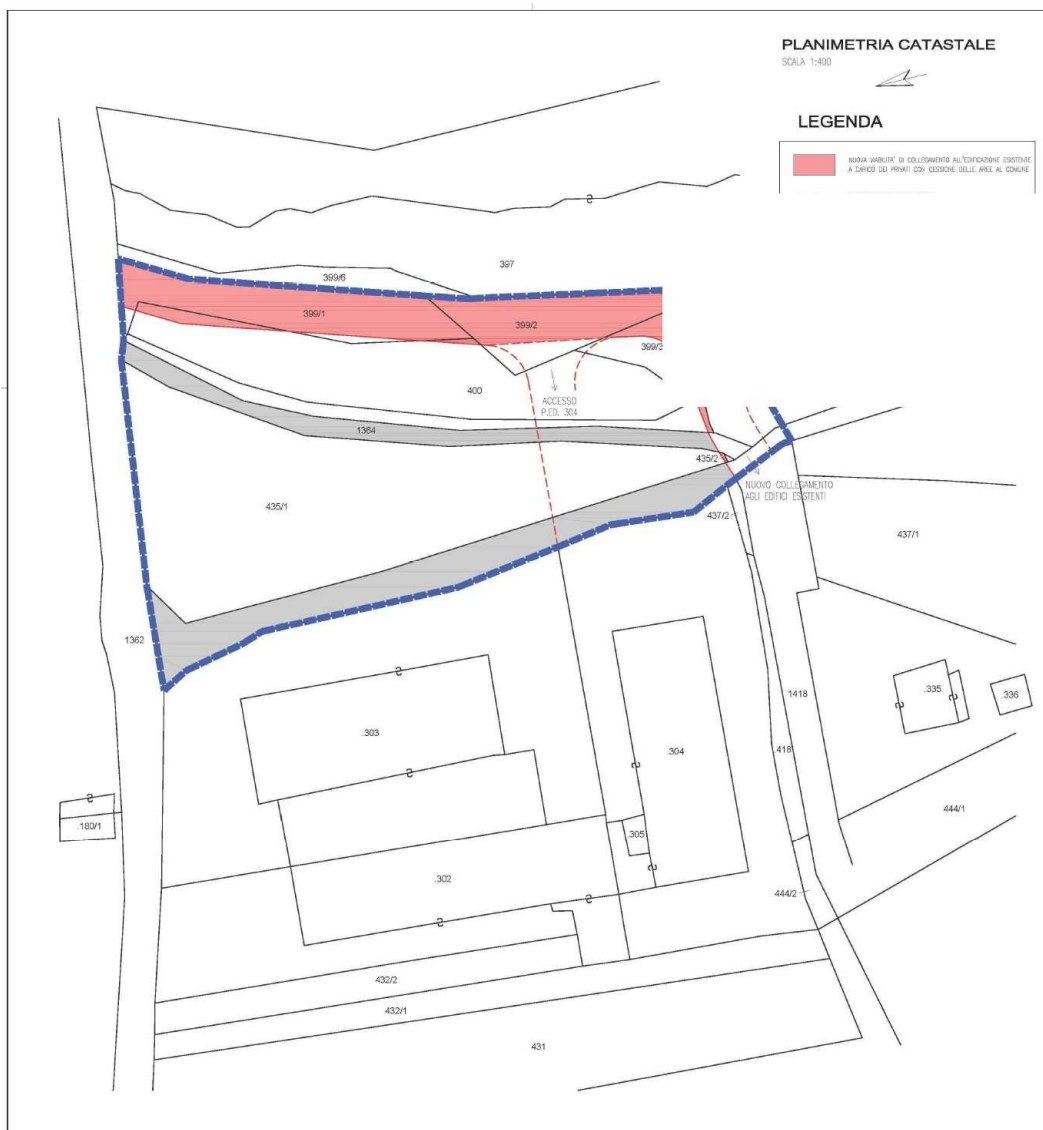 PLANIMETRIA CATASTALE
SCALA 1:400
LEGENDA
NUOVA VIABILITA' DI COLLEGAMENTO ALL'EDIFICAZIONE ESISTENTE
A CARICO DEI PRIVATI CON CESSIONE DELLE AREE AL COMUNE
397
399/6
399/1
399/2
399/3
400
ACCESSO
P.ED. .304
1364
435/2
NUOVO COLLEGAMENTO
AGLI EDIFICI ESISTENTI
435/1
437/2
437/1
1362
1418
.335
.336
.303
.304
418
.180/1
.305
444/1
.302
444/2
432/2
432/1
431